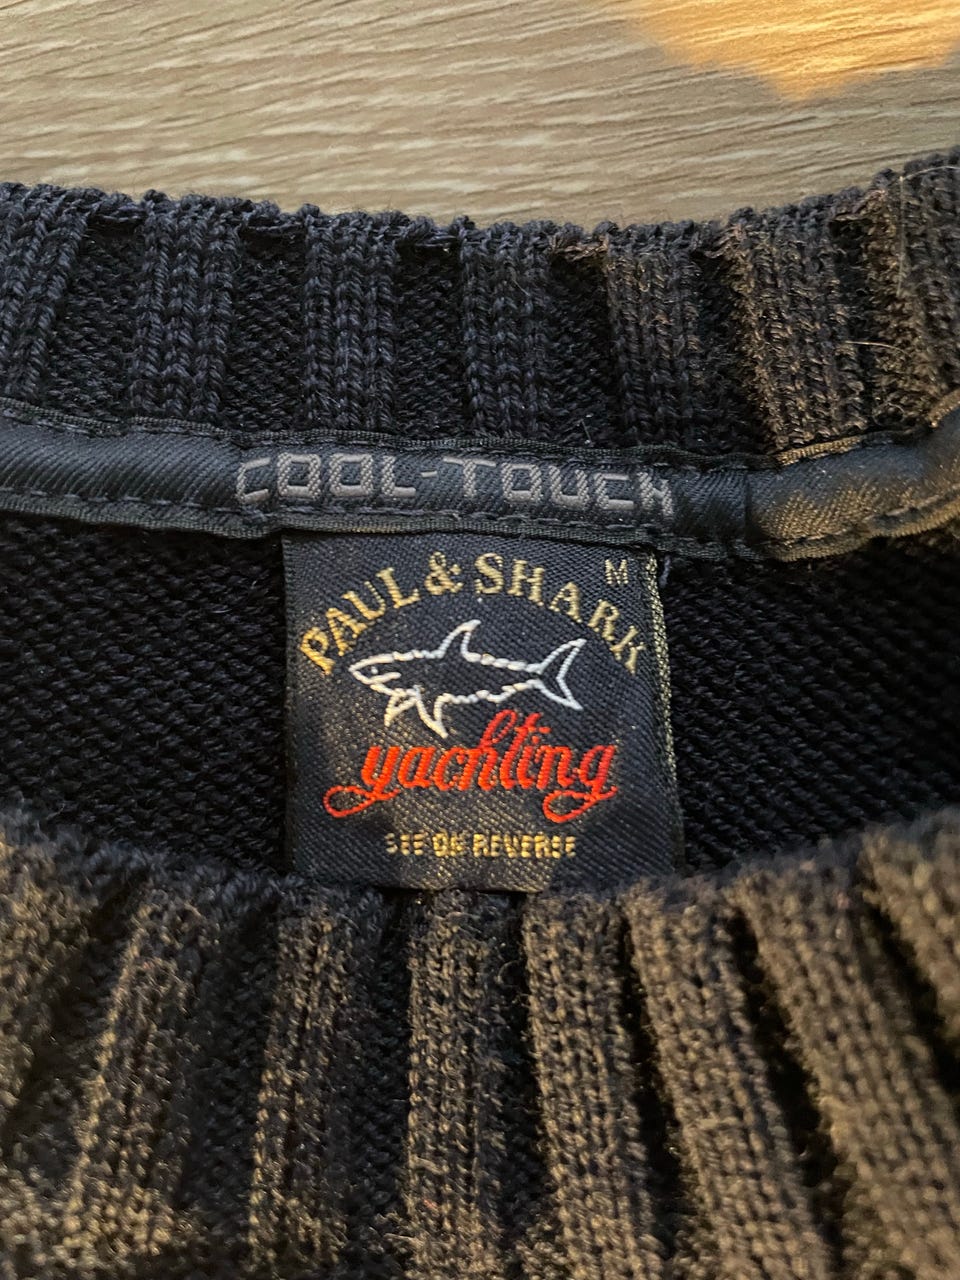 COOL-TOUCH
M
PAUL & SHARK
yachting
SEE ON REVERSE